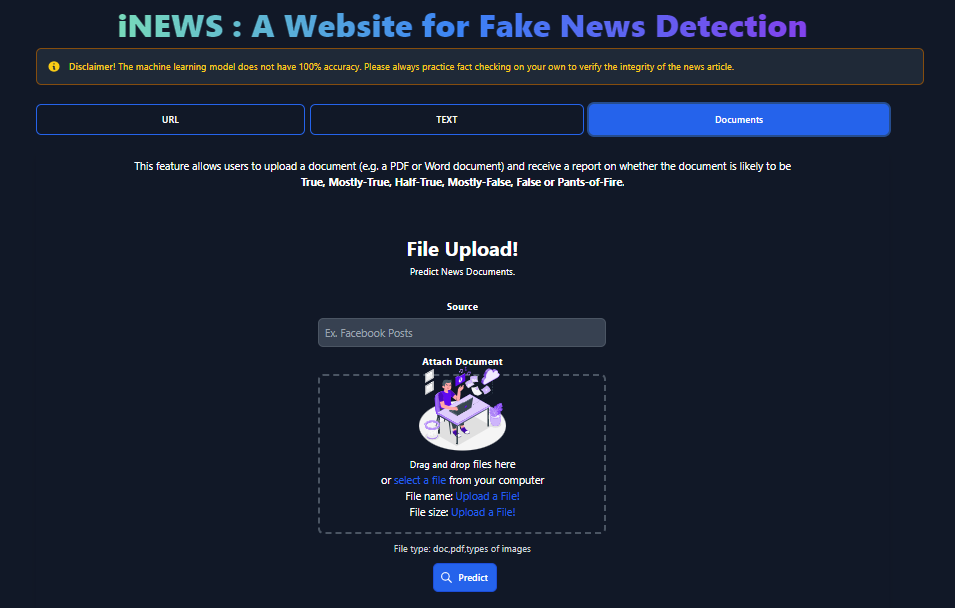 iNEWS : A Website for Fake News Detection
Disclaimer! The machine learning model does not have 100% accuracy. Please always practice fact checking on your own to verify the integrity of the news article.
URL
TEXT
Documents
This feature allows users to upload a document (e.g. a PDF or Word document) and receive a report on whether the document is likely to be
True, Mostly-True, Half-True, Mostly-False, False or Pants-of-Fire.
File Upload!
Predict News Documents.
Source
Ex. Facebook Posts
Attach Document
Drag and drop files here
or select a file from your computer
File name: Upload a File!
File size: Upload a File!
File type: doc,pdf,types of images
Predict